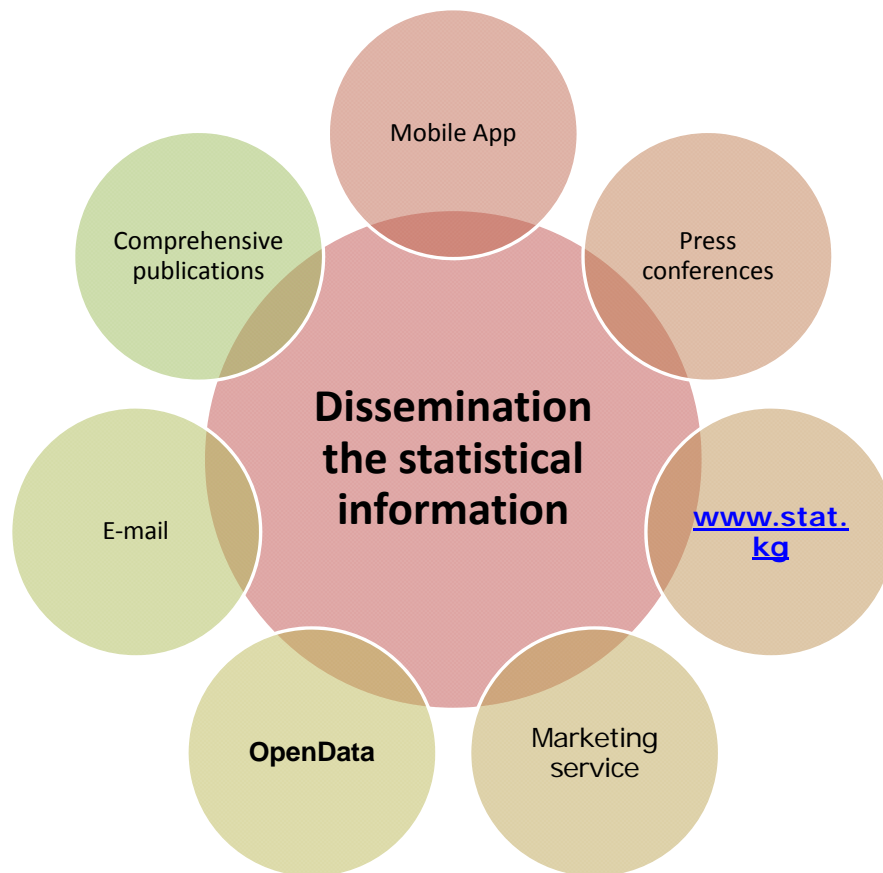 Mobile App
Press
conferences
www.stat.
kg
Marketing
service
OpenData
E-mail
Comprehensive
publications
Dissemination
the statistical
information